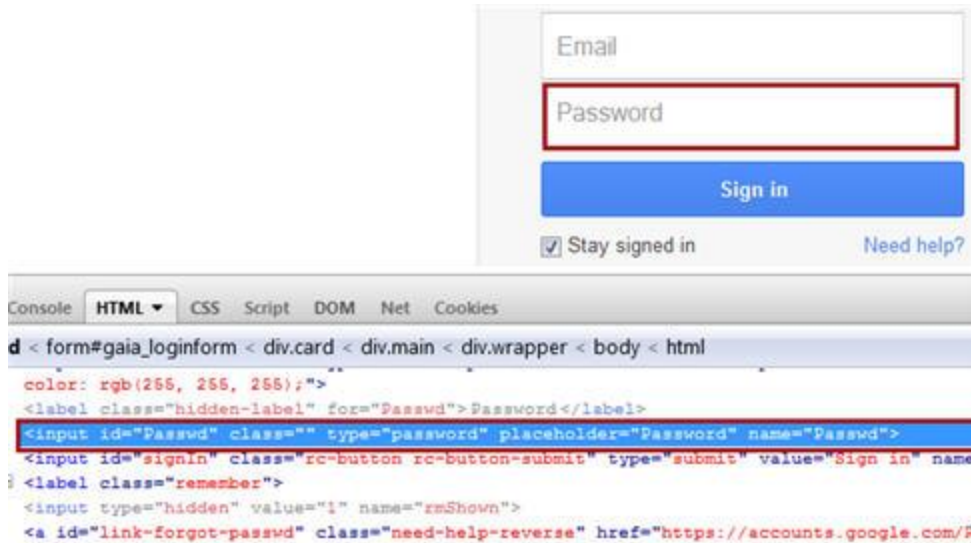 Email
Password
Sign in
Stay signed in Need help?
Console HTML CSS Script DOM Net Cookies
d < form#gaia_loginform < div.card < div.main < div.wrapper < body < html
color: rgb(255, 255, 255);">
<label class="hidden-label" for="Passwd">Password</label>
<input id="Passwd" class="" type="password" placeholder="Password" name="Passwd">
<input id="signIn" class="rc-button rc-button-submit" type="submit" value="Sign in" name
<label class="remember">
<input type="hidden" value="1" name="rmShown">
<a id="link-forgot-passwd" class="need-help-reverse" href="https://accounts.google.com/